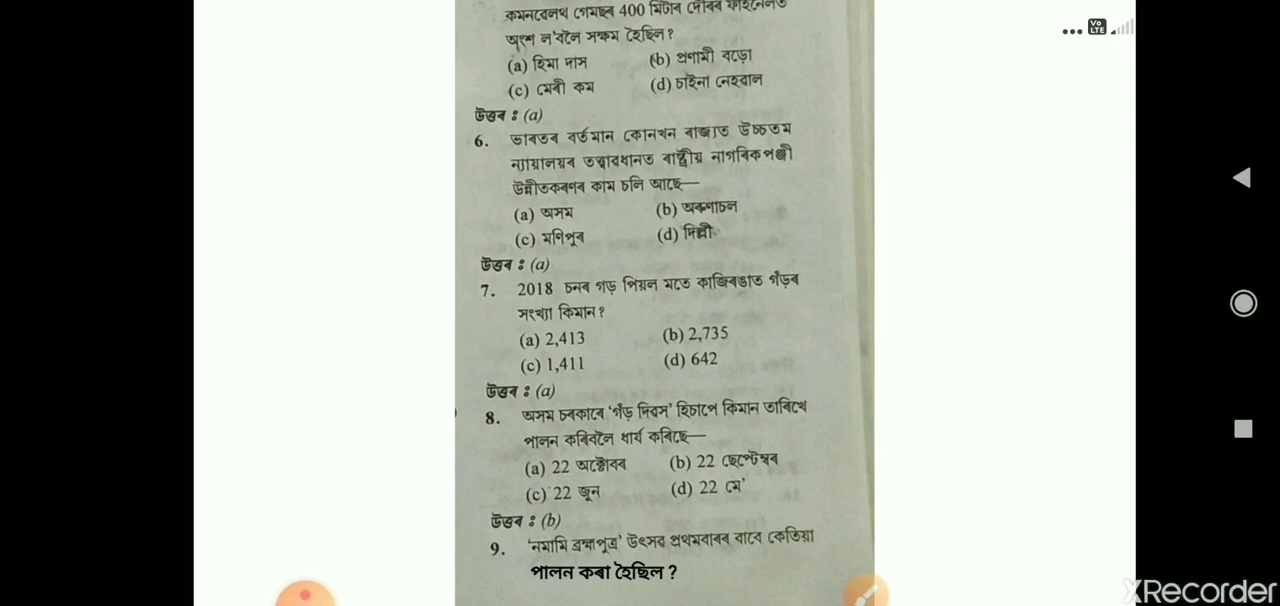 কমনৱেলথ গেমছৰ 400 মিটাৰ দৌৰৰ ফাইনেলত
অংশ ল'বলৈ সক্ষম হৈছিল?
(a) হিমা দাস (b) প্ৰণামী বড়ো
(c) মেৰী কম (d) চাইনা নেহৱাল
উত্তৰ : (a)
6. ভাৰতৰ বৰ্তমান কোনখন ৰাজ্যত উচ্চতম
ন্যায়ালয়ৰ তত্বাৱধানত ৰাষ্ট্ৰীয় নাগৰিকপঞ্জী
উন্নীতকৰণৰ কাম চলি আছে—
(a) অসম (b) অৰুণাচল
(c) মণিপুৰ (d) দিল্লী
উত্তৰ : (a)
7. 2018 চনৰ গড় পিয়ল মতে কাজিৰঙাত গঁড়ৰ
সংখ্যা কিমান?
(a) 2,413 (b) 2,735
(c) 1,411 (d) 642
উত্তৰ : (a)
8. অসম চৰকাৰে 'গঁড় দিৱস' হিচাপে কিমান তাৰিখে
পালন কৰিবলৈ ধাৰ্য কৰিছে—
(a) 22 অক্টোবৰ (b) 22 ছেপ্টেম্বৰ
(c) 22 জুন (d) 22 মে'
উত্তৰ : (b)
9. 'নমামি ব্ৰহ্মপুত্ৰ' উৎসৱ প্ৰথমবাৰৰ বাবে কেতিয়া
পালন কৰা হৈছিল ?
Vo LTE
XRecorder